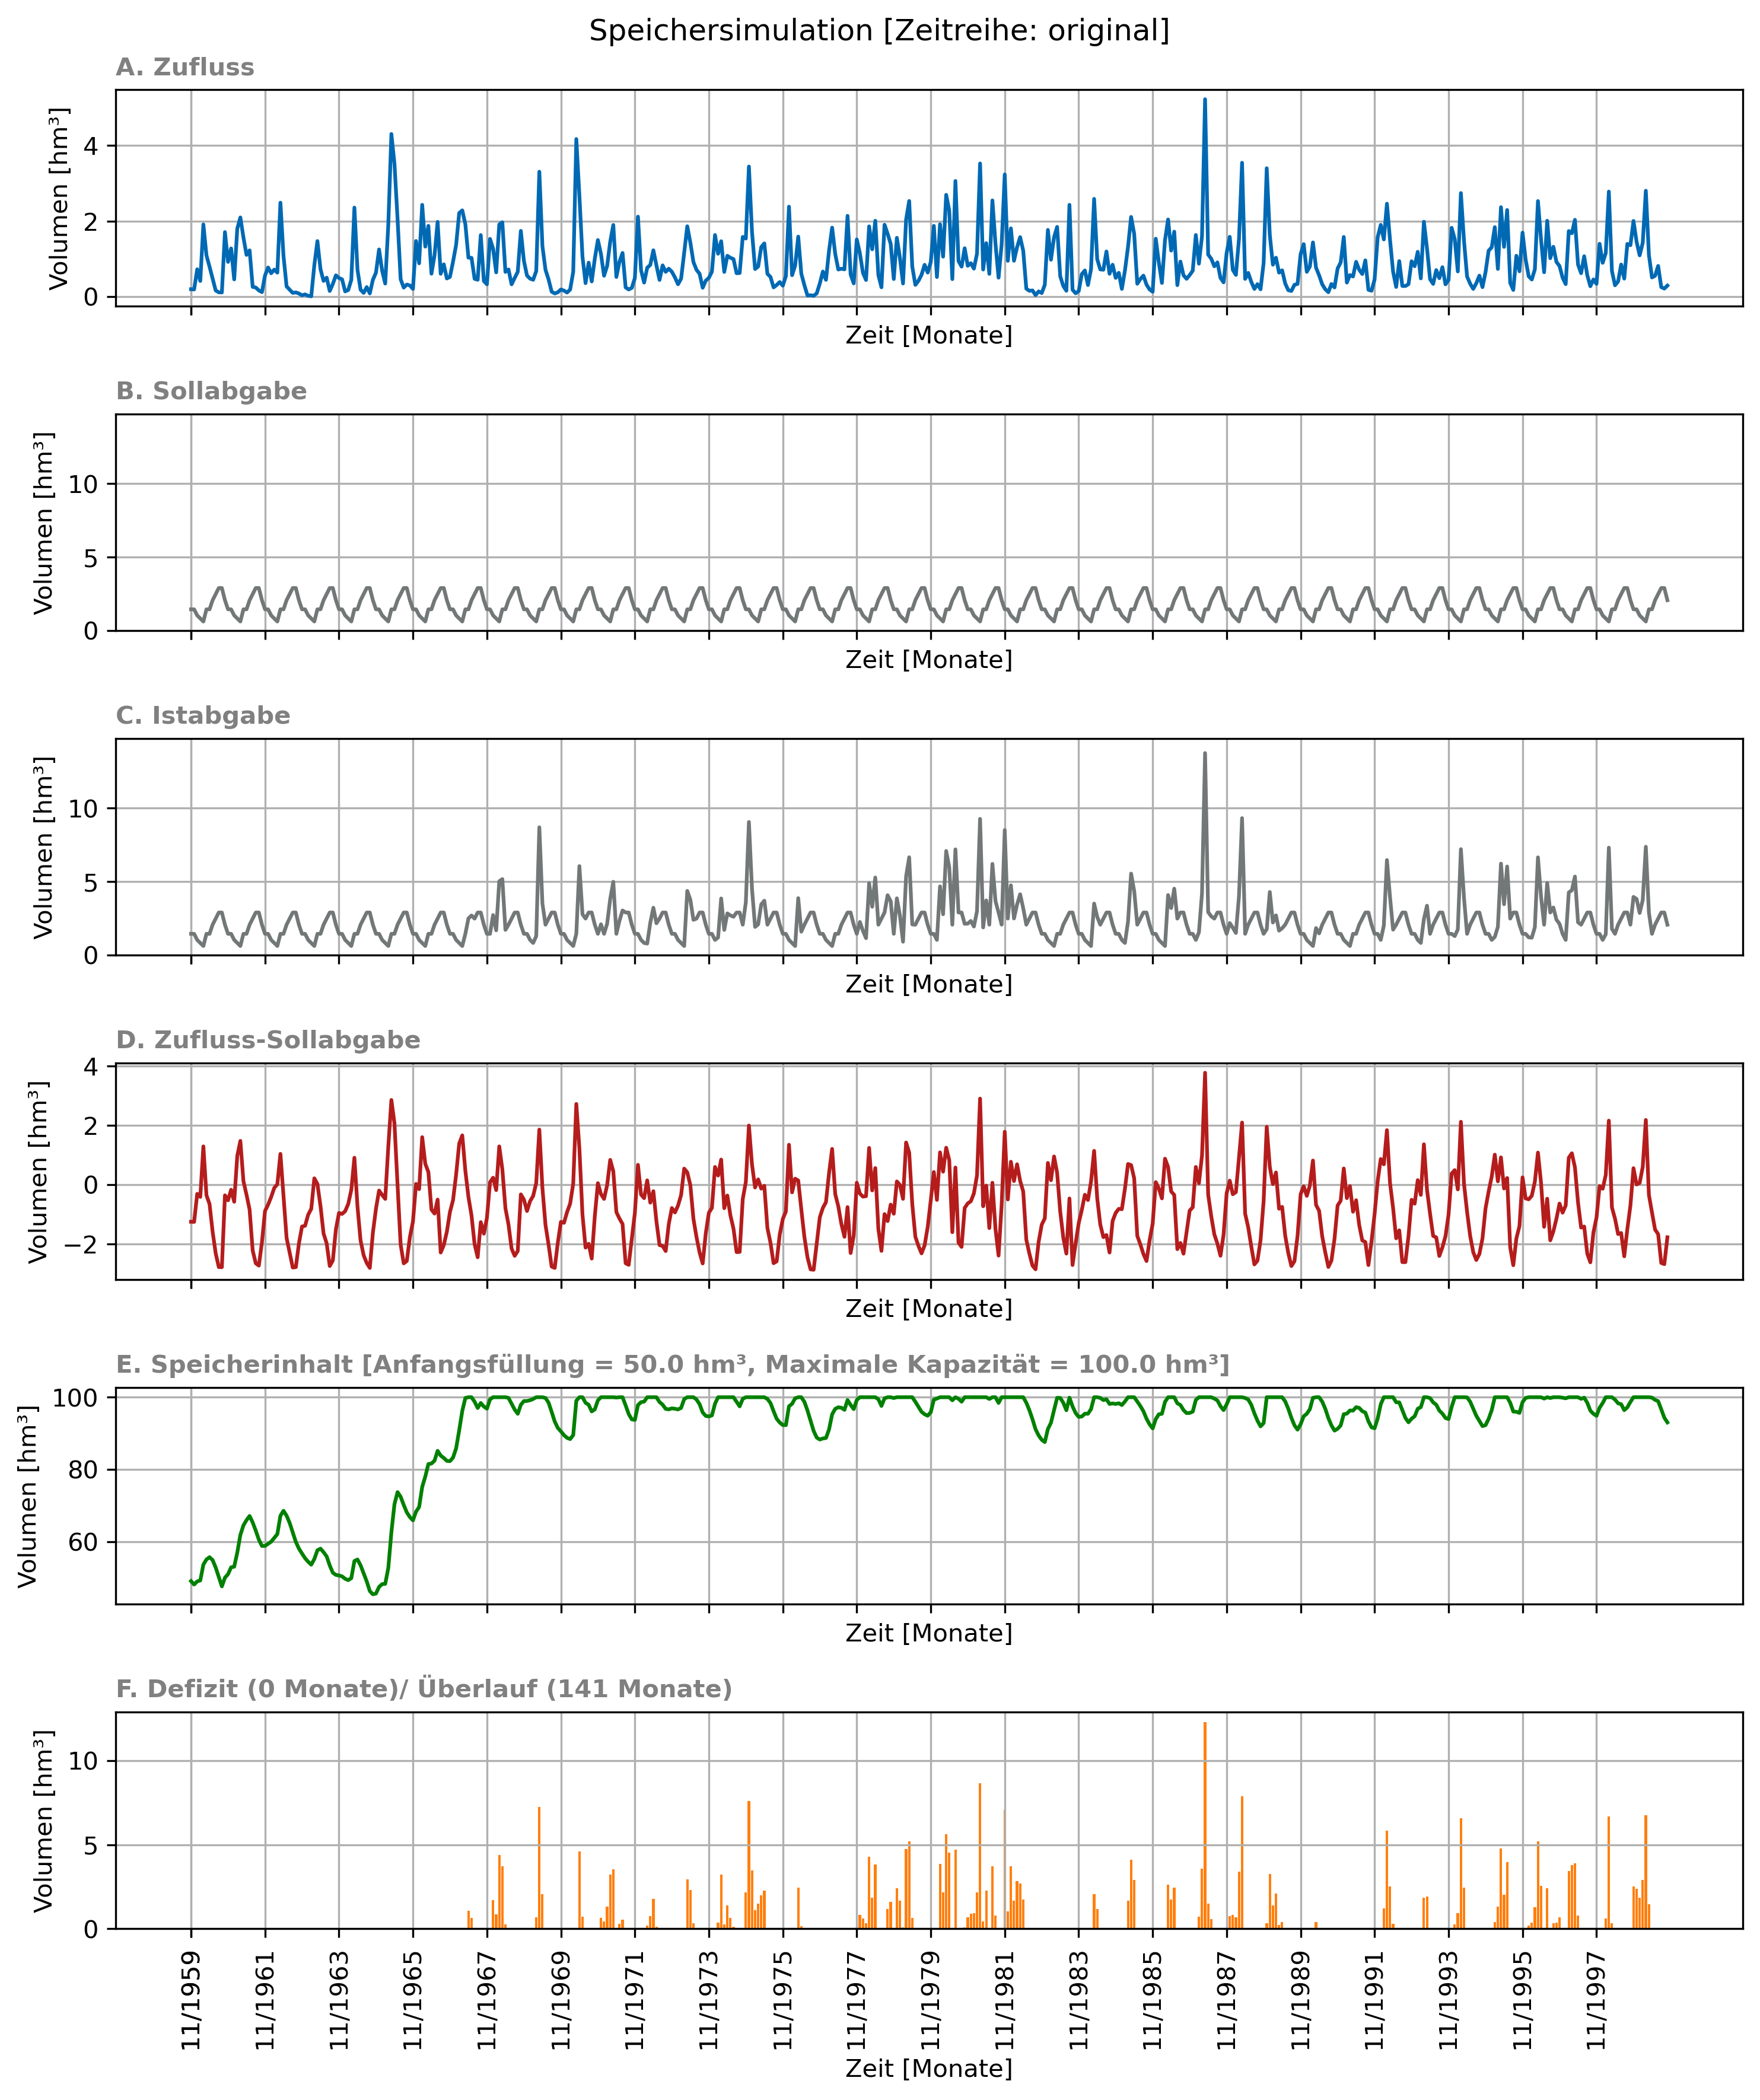 Speichersimulation [Zeitreihe: original]
A. Zufluss
Volumen [hm³]
4
2
0
Zeit [Monate]
B. Sollabgabe
Volumen [hm³]
10
5
0
Zeit [Monate]
C. Istabgabe
Volumen [hm³]
10
5
0
Zeit [Monate]
D. Zufluss-Sollabgabe
Volumen [hm³]
4
2
0
−2
Zeit [Monate]
E. Speicherinhalt [Anfangsfüllung = 50.0 hm³, Maximale Kapazität = 100.0 hm³]
Volumen [hm³]
100
80
60
Zeit [Monate]
F. Defizit (0 Monate)/ Überlauf (141 Monate)
Volumen [hm³]
10
5
0
11/1959
11/1961
11/1963
11/1965
11/1967
11/1969
11/1971
11/1973
11/1975
11/1977
11/1979
11/1981
11/1983
11/1985
11/1987
11/1989
11/1991
11/1993
11/1995
11/1997
Zeit [Monate]